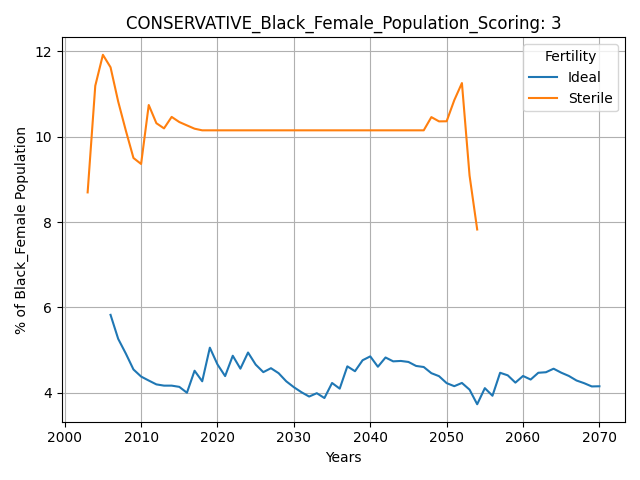 CONSERVATIVE_Black_Female_Population_Scoring: 3
Fertility
Ideal
Sterile
% of Black_Female Population
12
10
8
6
4
2000 2010 2020 2030 2040 2050 2060 2070
Years